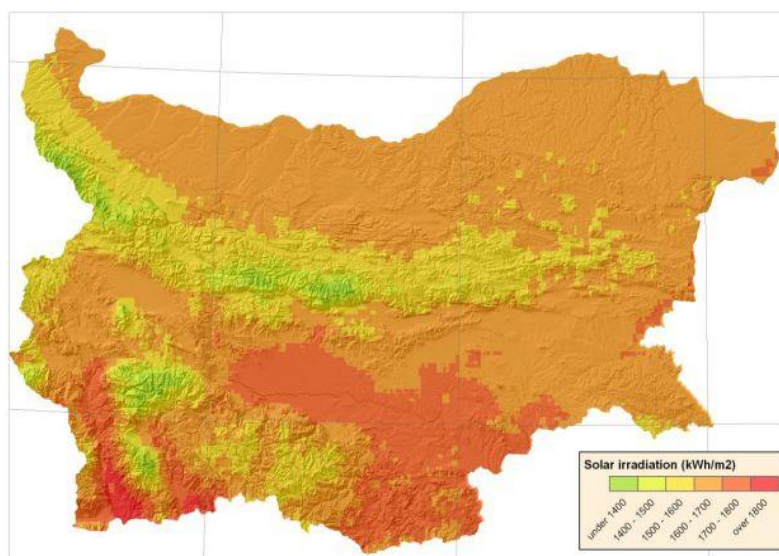 Solar irradiation (kWh/m2)
under 1400
1400 - 1500
1500 - 1600
1600 - 1700
1700 - 1800
over 1800